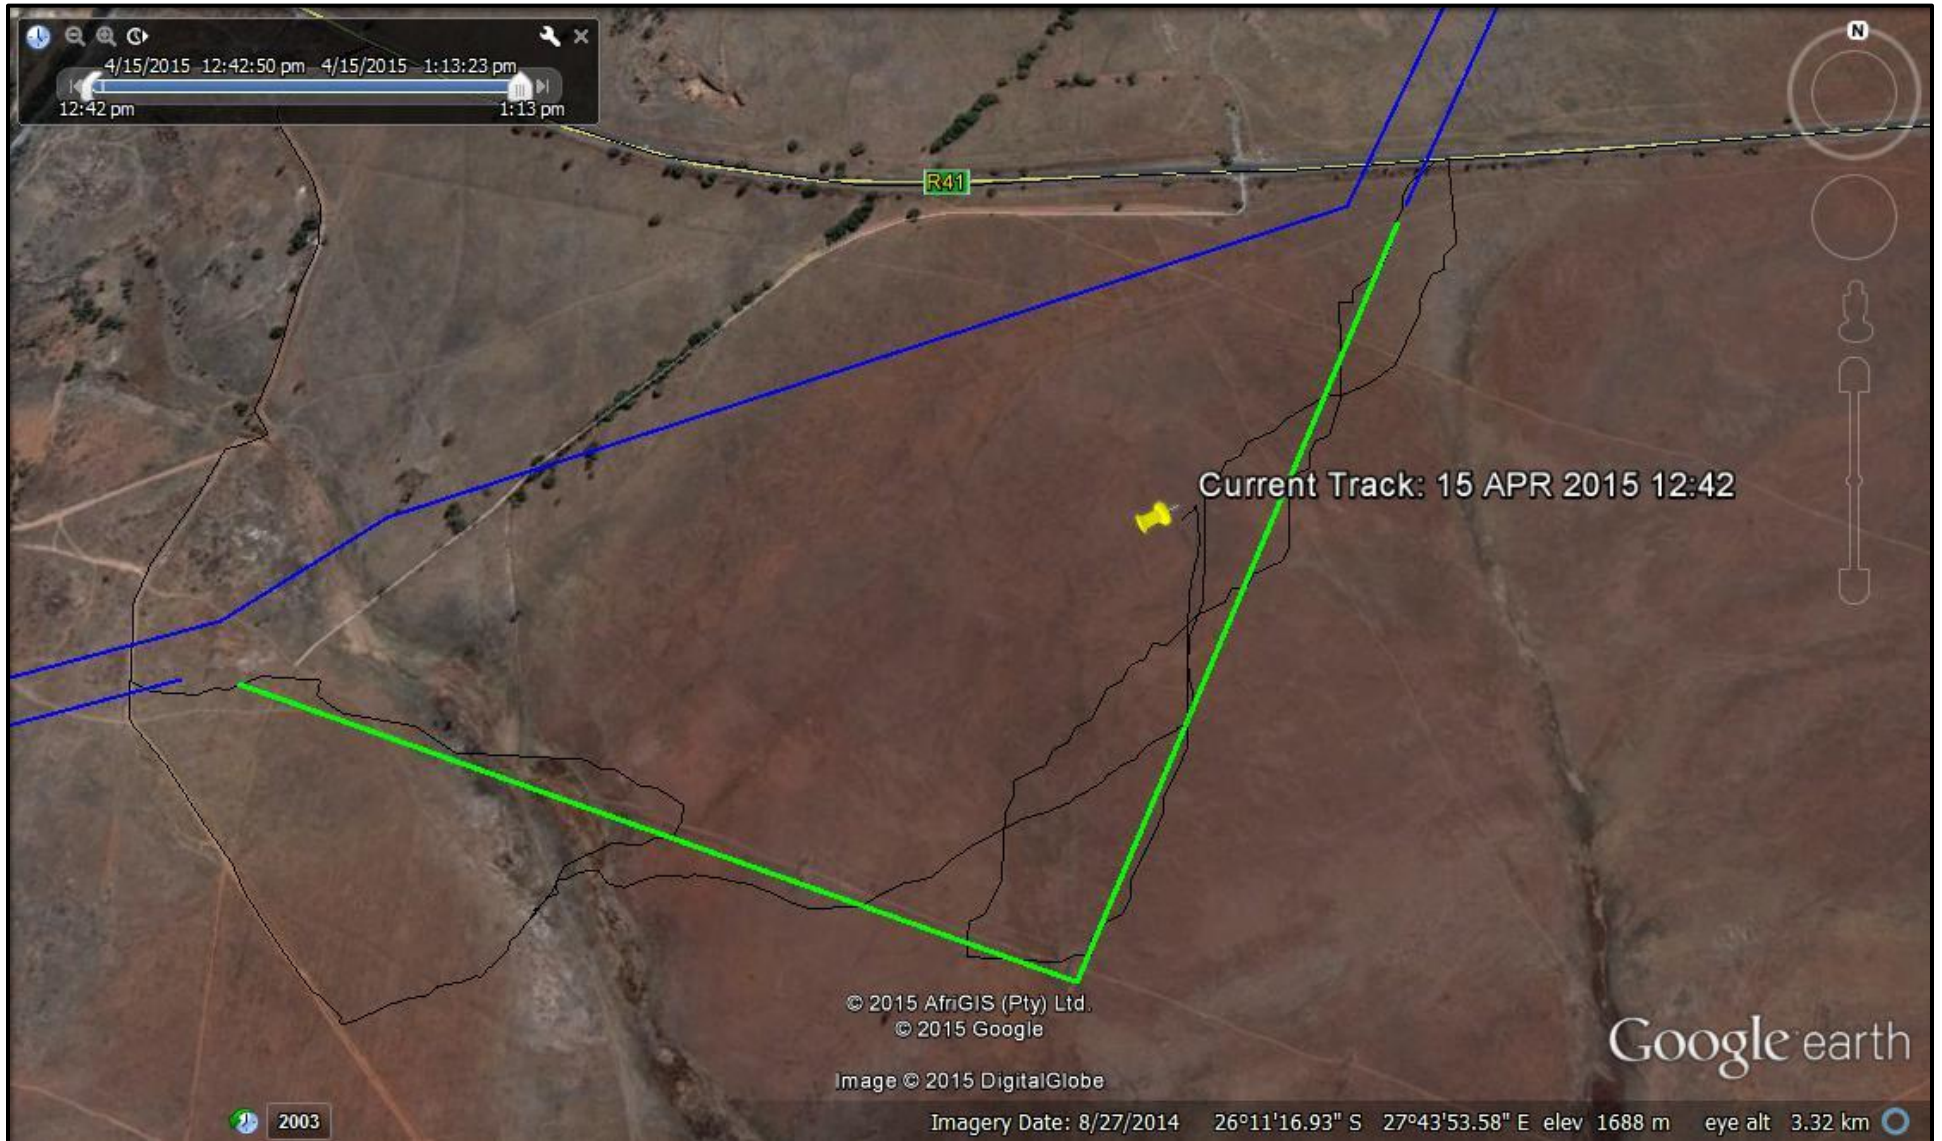 4/15/2015 12:42:50 pm 4/15/2015 1:13:23 pm
12:42 pm 1:13 pm
N
R41
Current Track: 15 APR 2015 12:42
© 2015 AfriGIS (Pty) Ltd.
© 2015 Google
Google earth
Image © 2015 DigitalGlobe
2003
Imagery Date: 8/27/2014 26°11'16.93" S 27°43'53.58" E elev 1688 m eye alt 3.32 km